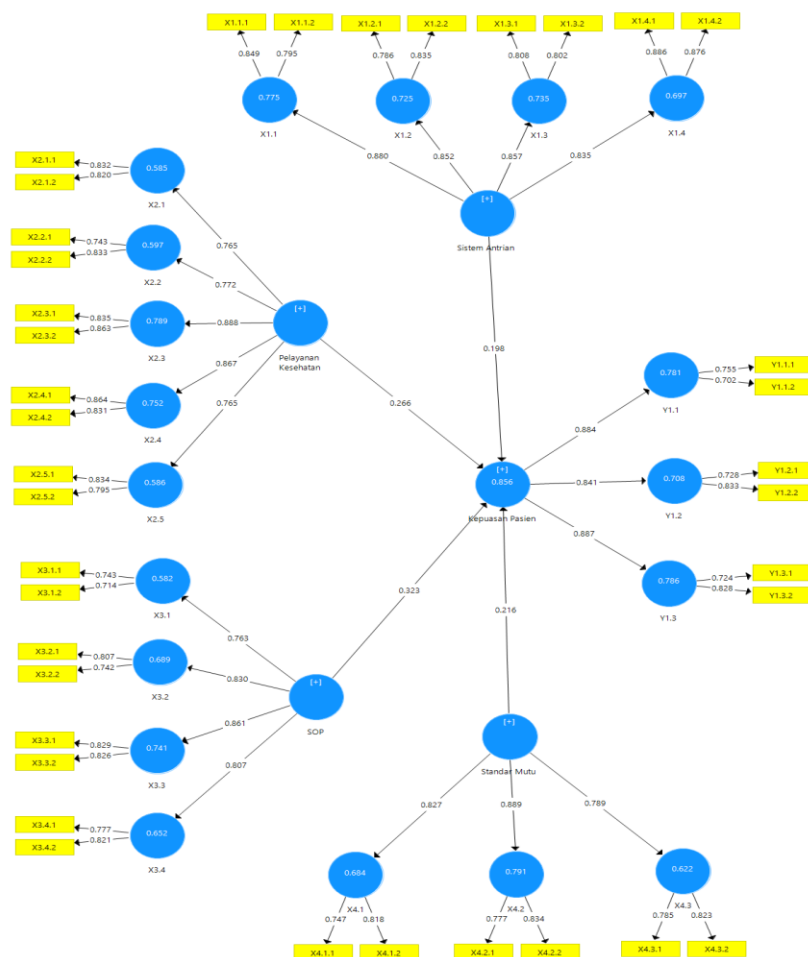 X1.1.1
X1.1.2
X1.2.1
X1.2.2
X1.3.1
X1.3.2
X1.4.1
X1.4.2
0.849
0.795
0.786
0.835
0.808
0.802
0.886
0.876
0.775
0.725
0.735
0.697
X1.1
X1.2
X1.3
X1.4
0.880
0.852
0.857
0.835
[+]
Sistem Antrian
0.198
X2.1.1
X2.1.2
0.832
0.820
0.585
X2.1
0.765
X2.2.1
X2.2.2
0.743
0.833
0.597
X2.2
0.772
X2.3.1
X2.3.2
0.835
0.863
0.789
X2.3
0.888
X2.4.1
X2.4.2
0.864
0.831
0.752
X2.4
0.867
X2.5.1
X2.5.2
0.834
0.795
0.586
X2.5
0.765
[+]
Pelayanan
Kesehatan
0.266
[+]
0.856
Kepuasan Pasien
0.884
0.781
Y1.1
0.755
0.702
Y1.1.1
Y1.1.2
0.841
0.708
Y1.2
0.728
0.833
Y1.2.1
Y1.2.2
0.887
0.786
Y1.3
0.724
0.828
Y1.3.1
Y1.3.2
X3.1.1
X3.1.2
0.743
0.714
0.582
X3.1
0.763
X3.2.1
X3.2.2
0.807
0.742
0.689
X3.2
0.830
X3.3.1
X3.3.2
0.829
0.826
0.741
X3.3
0.861
X3.4.1
X3.4.2
0.777
0.821
0.652
X3.4
0.807
[+]
SOP
0.323
0.216
[+]
Standar Mutu
0.827
0.889
0.789
0.684
0.791
0.622
X4.1
X4.2
X4.3
0.747
0.818
0.777
0.834
0.785
0.823
X4.1.1
X4.1.2
X4.2.1
X4.2.2
X4.3.1
X4.3.2